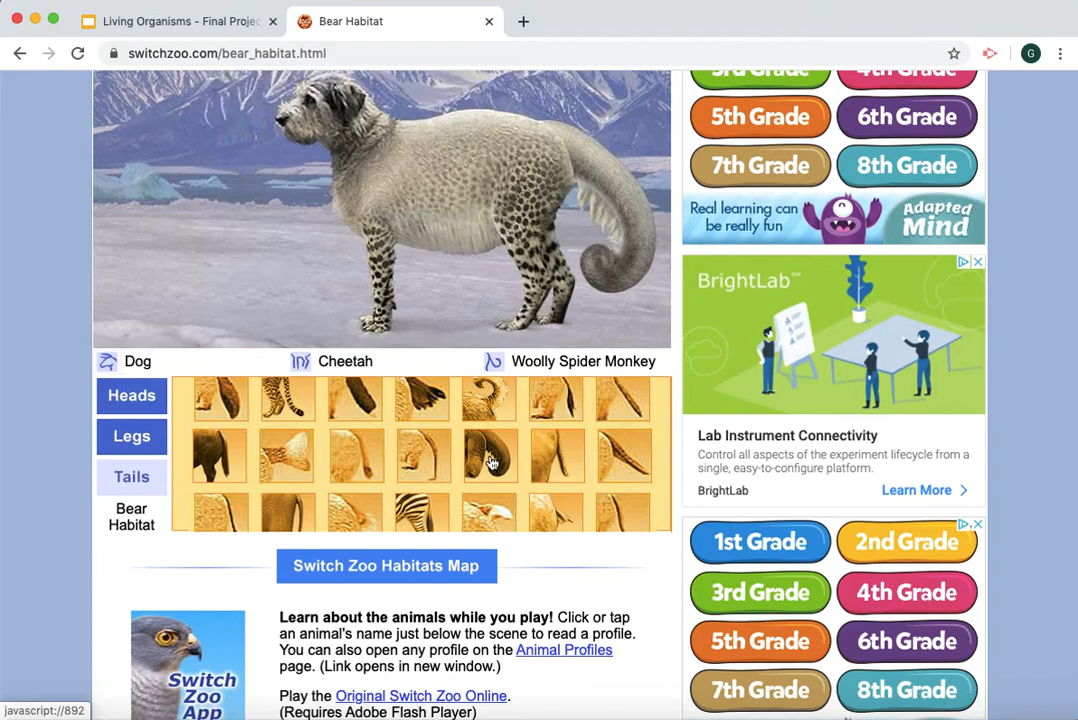 Living Organisms - Final Projec
Bear Habitat
switchzoo.com/bear_habitat.html
G
3rd Grade
4th Grade
5th Grade
6th Grade
7th Grade
8th Grade
Real learning can
be really fun
Adapted
Mind
BrightLab™
Dog
Cheetah
Woolly Spider Monkey
Heads
Legs
Tails
Bear
Habitat
Lab Instrument Connectivity
Control all aspects of the experiment lifecycle from a
single, easy-to-configure platform.
BrightLab
Learn More
Switch Zoo Habitats Map
Learn about the animals while you play! Click or tap
an animal's name just below the scene to read a profile.
You can also open any profile on the Animal Profiles
page. (Link opens in new window.)
Play the Original Switch Zoo Online.
(Requires Adobe Flash Player)
Switch
Zoo
App
1st Grade
2nd Grade
3rd Grade
4th Grade
5th Grade
6th Grade
7th Grade
8th Grade
javascript://892